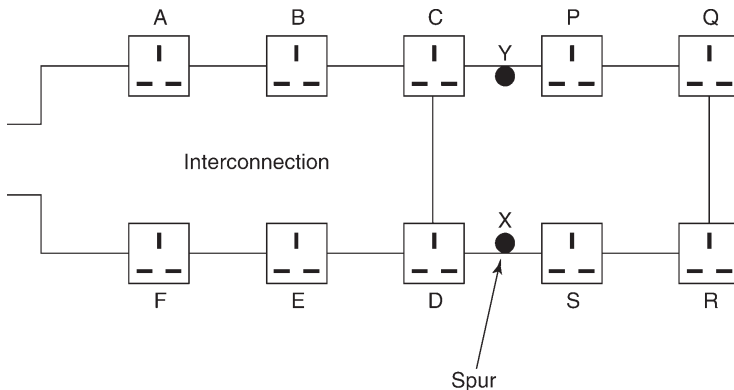 A B C P Q
Y
Interconnection
X
F E D S R
Spur